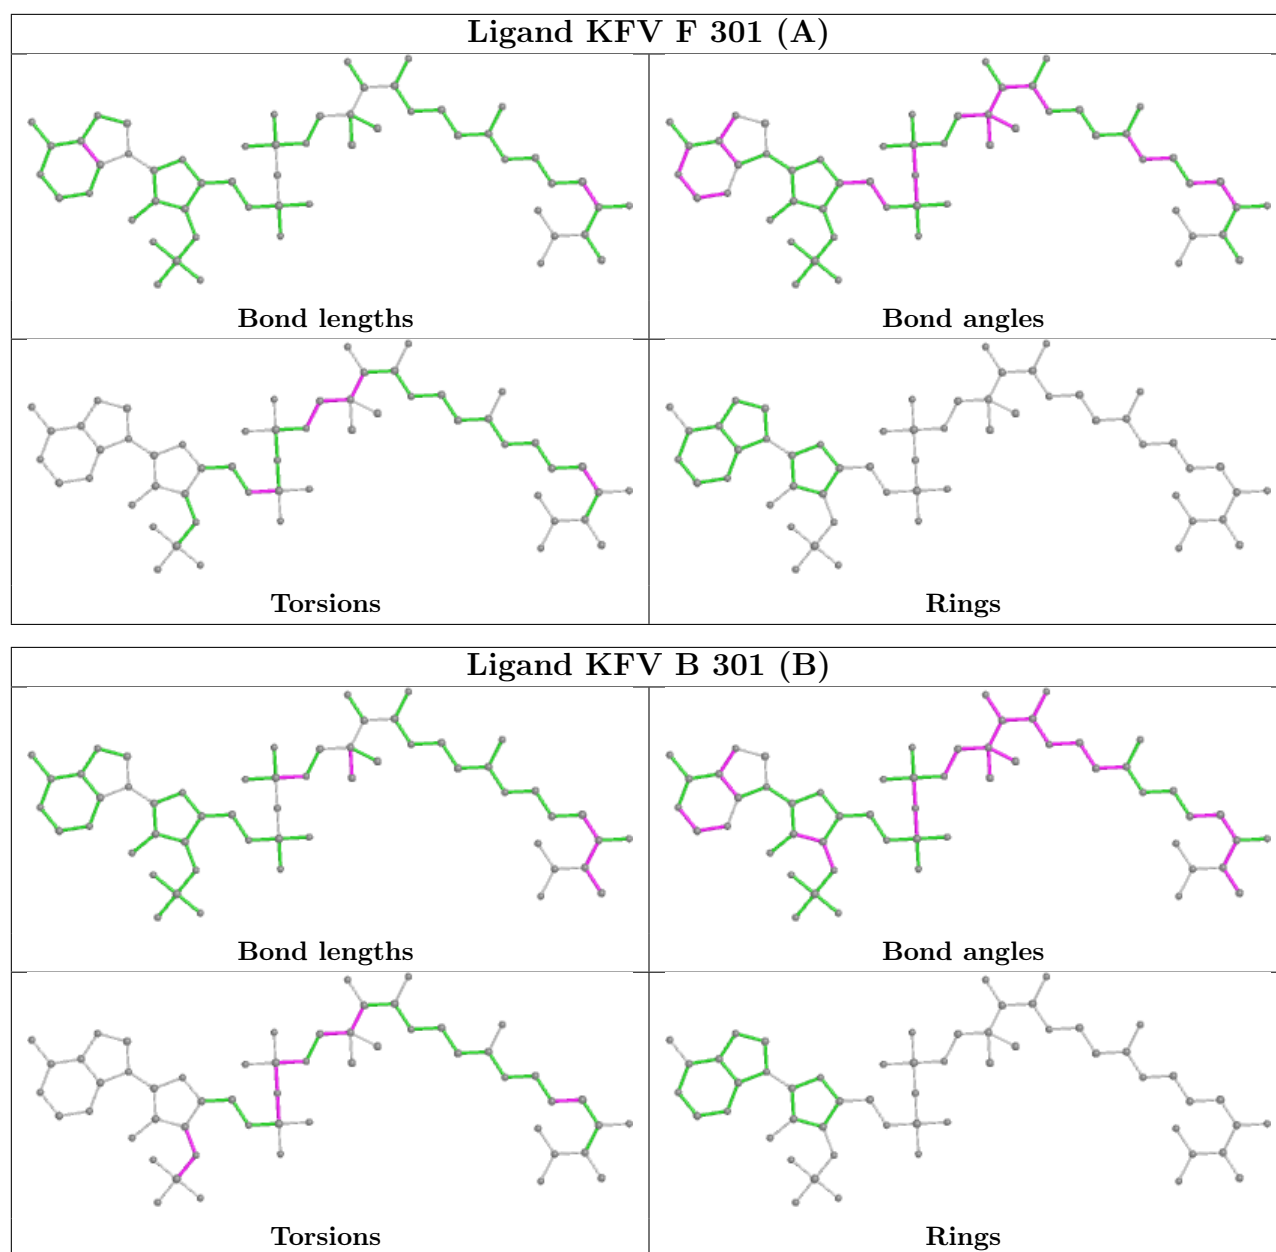 Ligand KFV F 301 (A)
Bond lengths
Bond angles
Torsions
Rings
Ligand KFV B 301 (B)
Bond lengths
Bond angles
Torsions
Rings